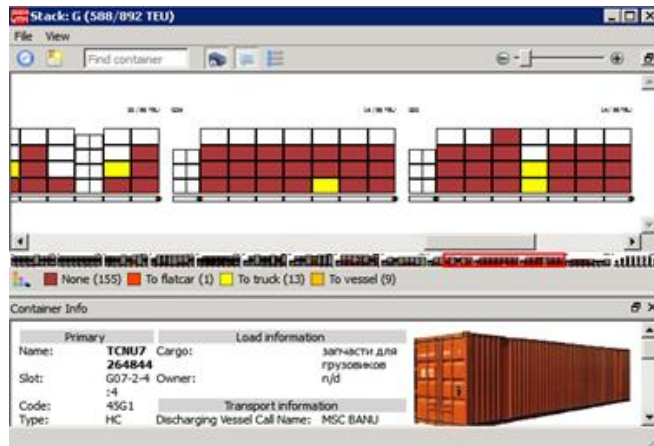 Stack: G (588/892 TEU)
File View
Find container
None (155) To flatcar (1) To truck (13) To vessel (9)
Container Info
Primary Load information
Name: TCNU7 Cargo: запчасти для
264844 грузовиков
Slot: G07-2-4 Owner: n/d
:4
Code: 45G1 Transport information
Type: HC Discharging Vessel Call Name: MSC BANU